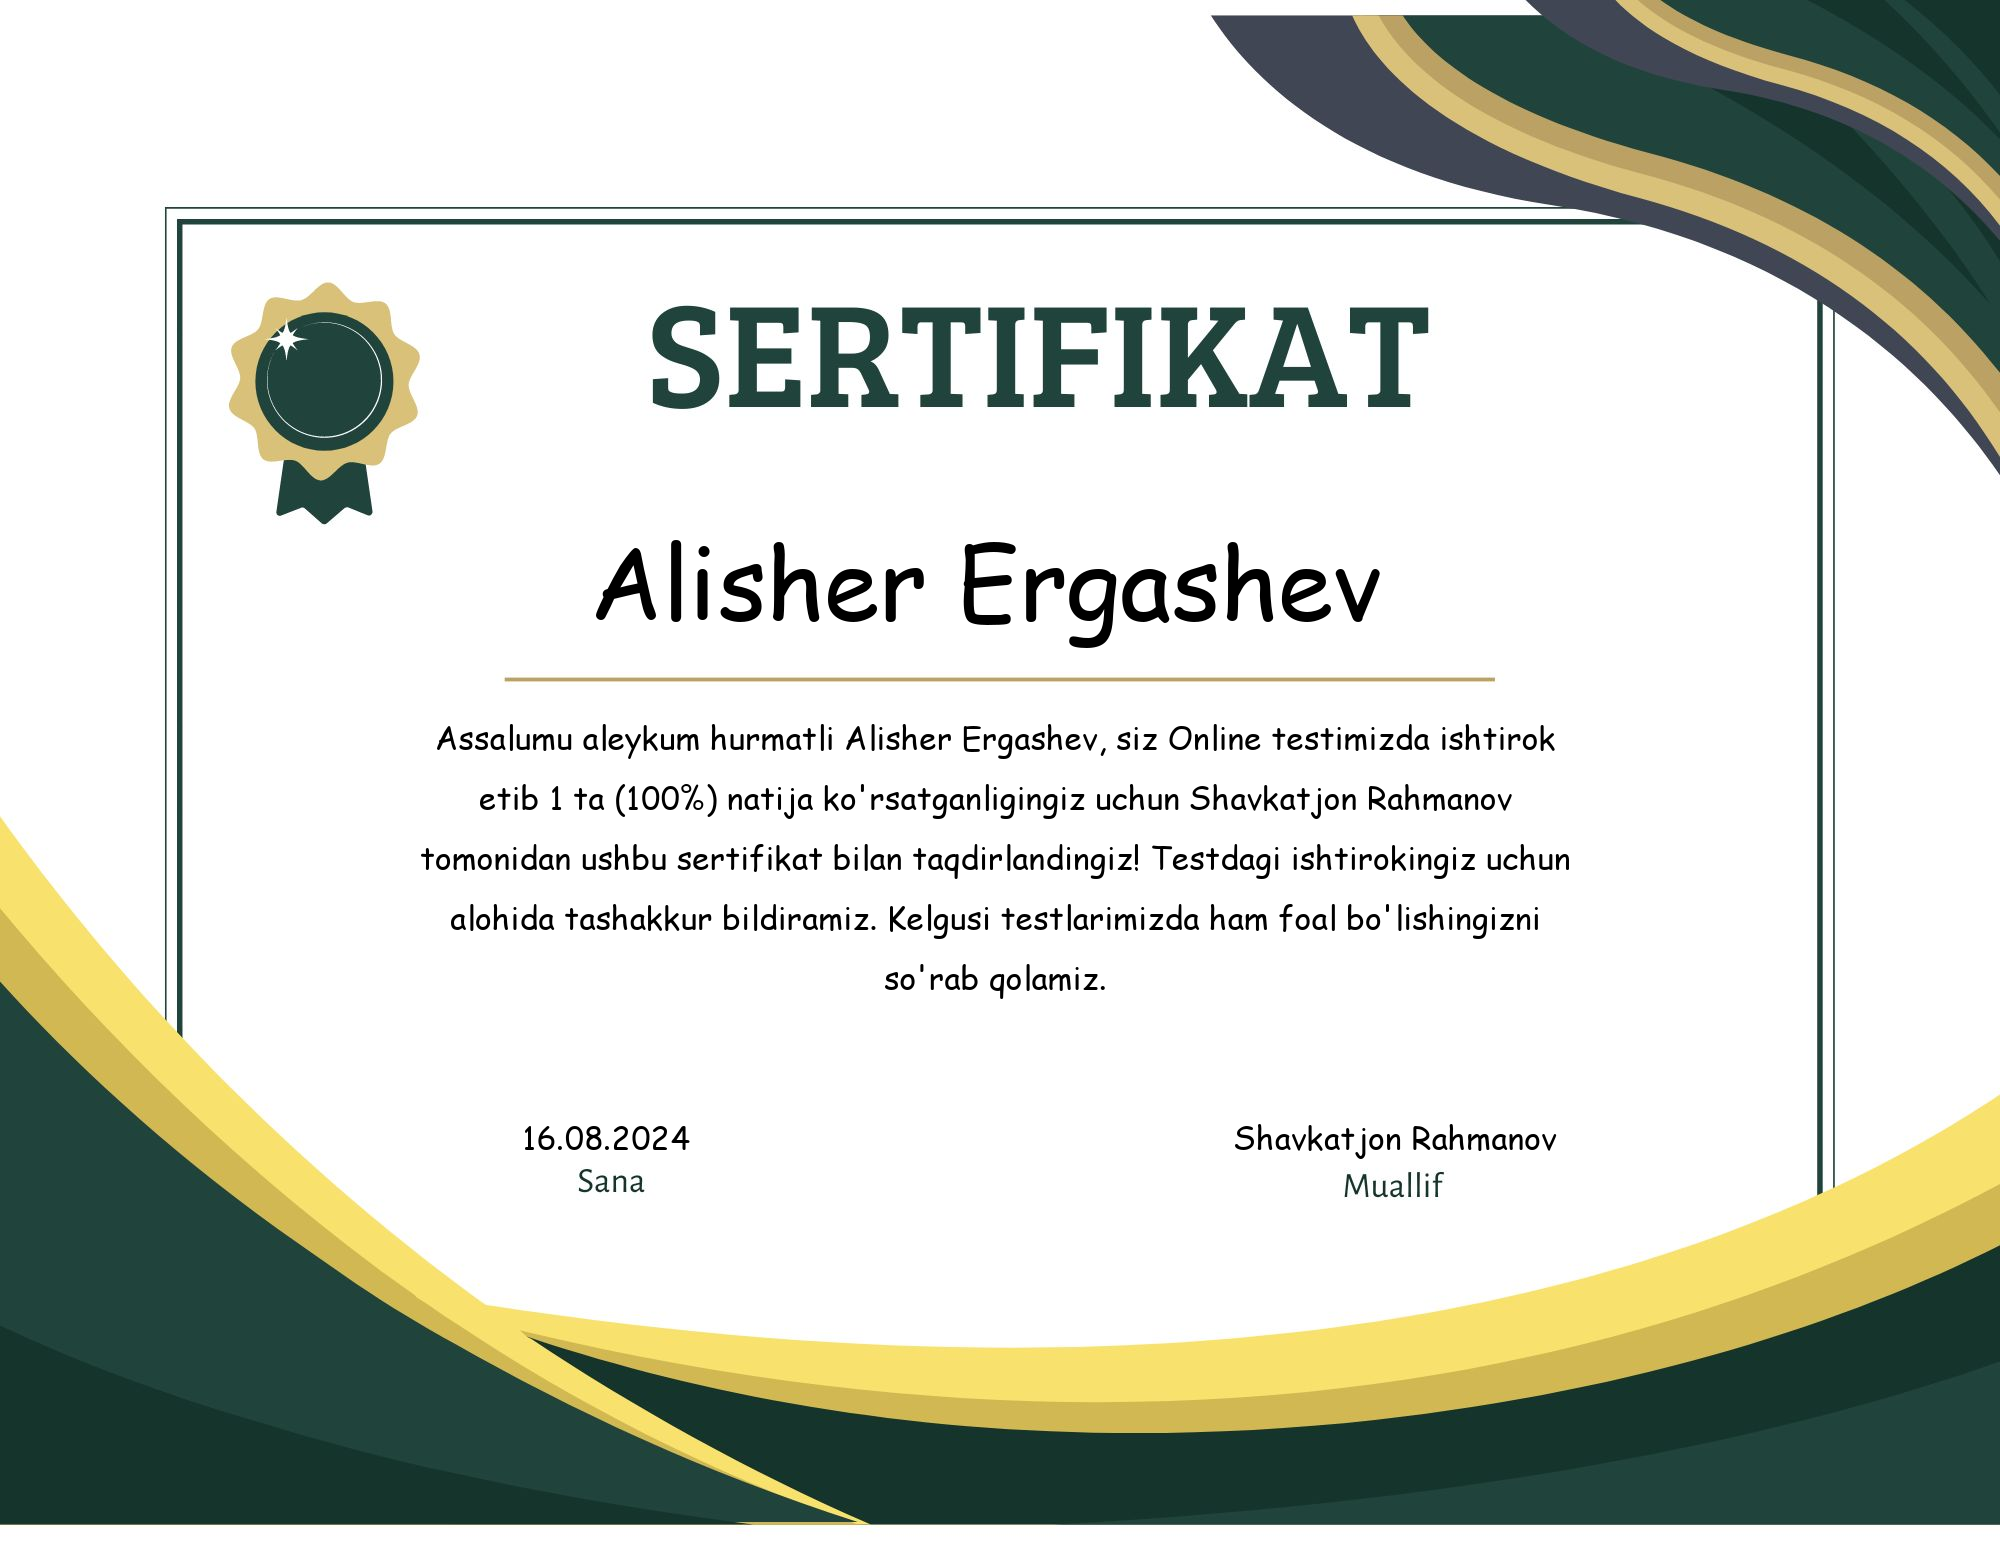 SERTIFIKAT
Alisher Ergashev
Assalumu aleykum hurmatli Alisher Ergashev, siz Online testimizda ishtirok
etib 1 ta (100%) natija ko'rsatganligingiz uchun Shavkatjon Rahmanov
tomonidan ushbu sertifikat bilan taqdirlandingiz! Testdagi ishtirokingiz uchun
alohida tashakkur bildiramiz. Kelgusi testlarimizda ham foal bo'lishingizni
so'rab qolamiz.
16.08.2024
Sana
Shavkatjon Rahmanov
Muallif